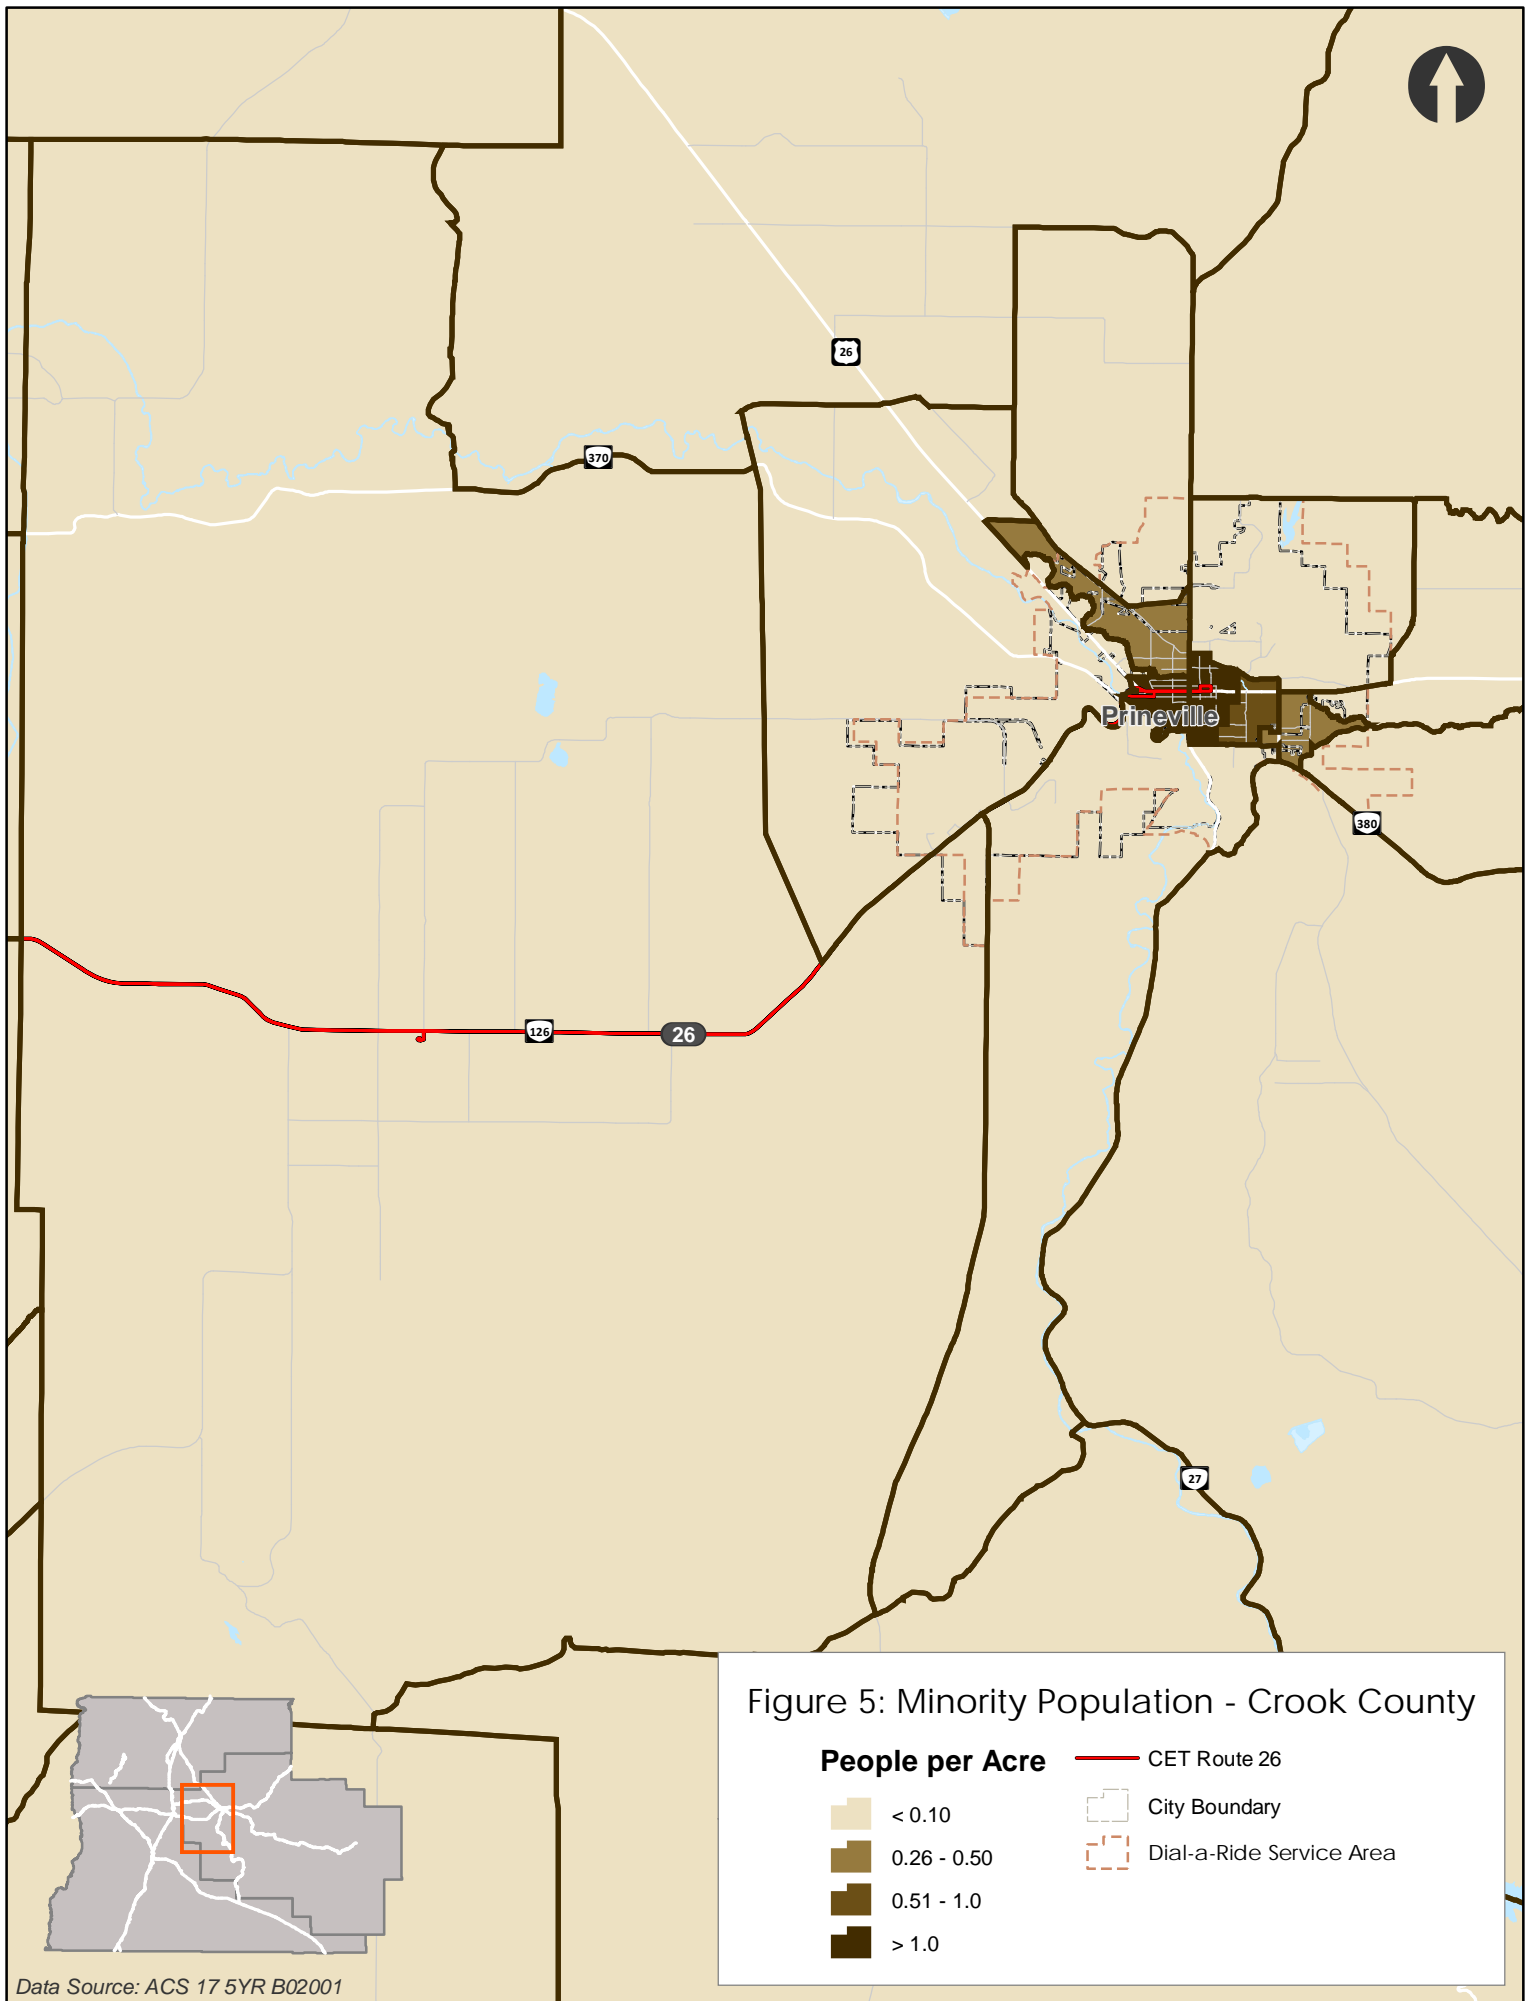 26
370
Prineville
380
126
26
27
Figure 5: Minority Population - Crook County
People per Acre
CET Route 26
< 0.10
City Boundary
0.26 - 0.50
Dial-a-Ride Service Area
0.51 - 1.0
> 1.0
Data Source: ACS 17 5YR B02001